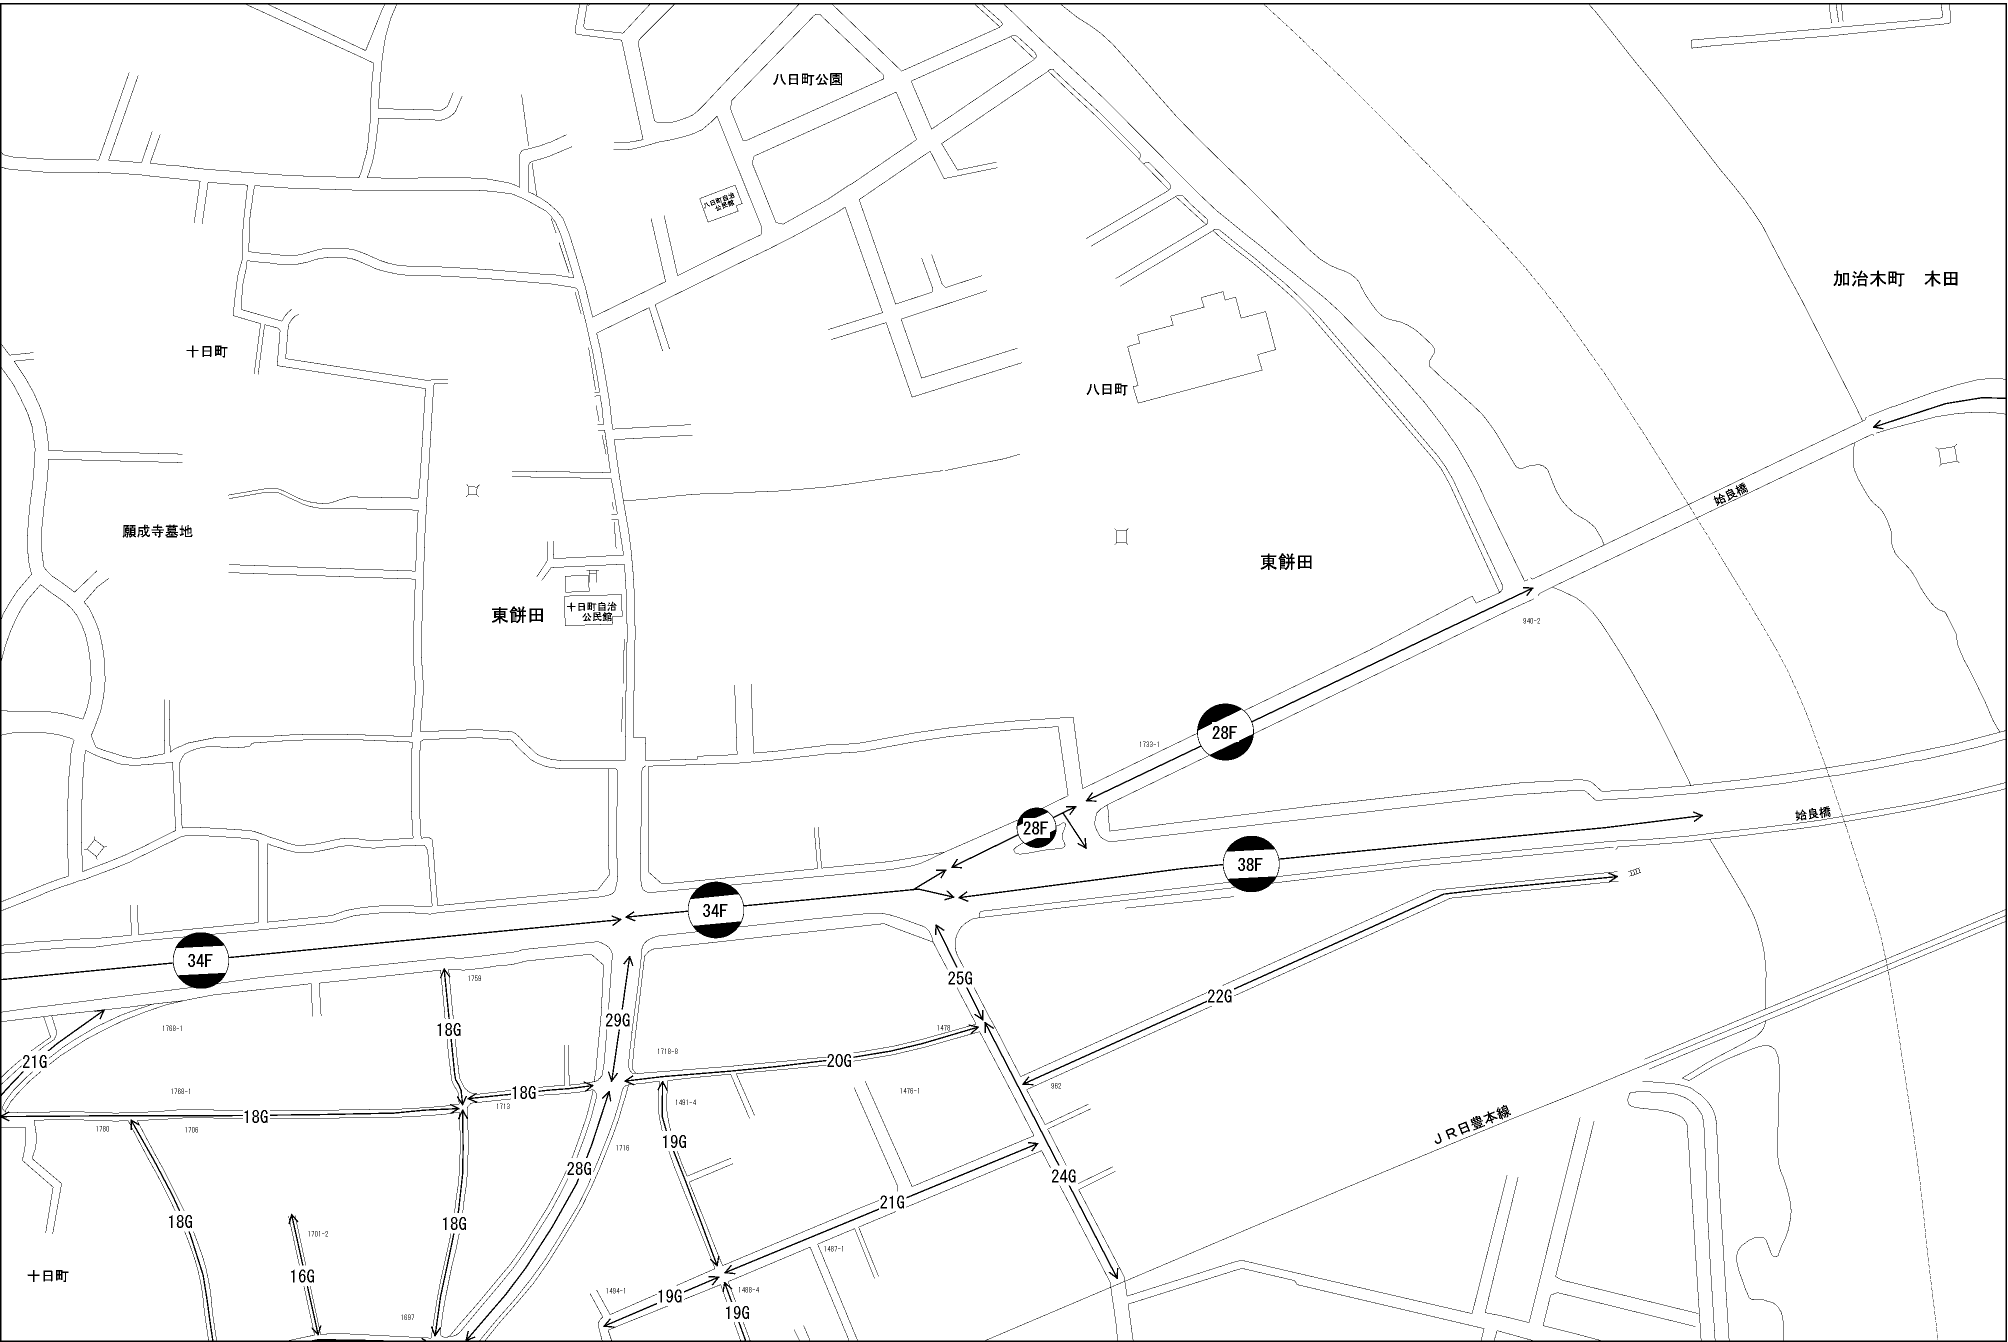 八日町公園
八日町自治
公民館
加治木町　木田
十日町
八日町
姶良橋
願成寺墓地
東餅田
十日町自治
公民館
東餅田
940-2
28F
1733-1
28F
姶良橋
38F
34F
34F
1759
25G
22G
1768-1
18G
29G
1478
21G
1718-8
20G
962
1769-1
18G
1476-1
18G
1713
1491-4
1780
1706
19G
JR日豊本線
28G
1716
24G
18G
18G
21G
1701-2
1487-1
十日町
16G
1494-1
19G
1488-4
19G
1697